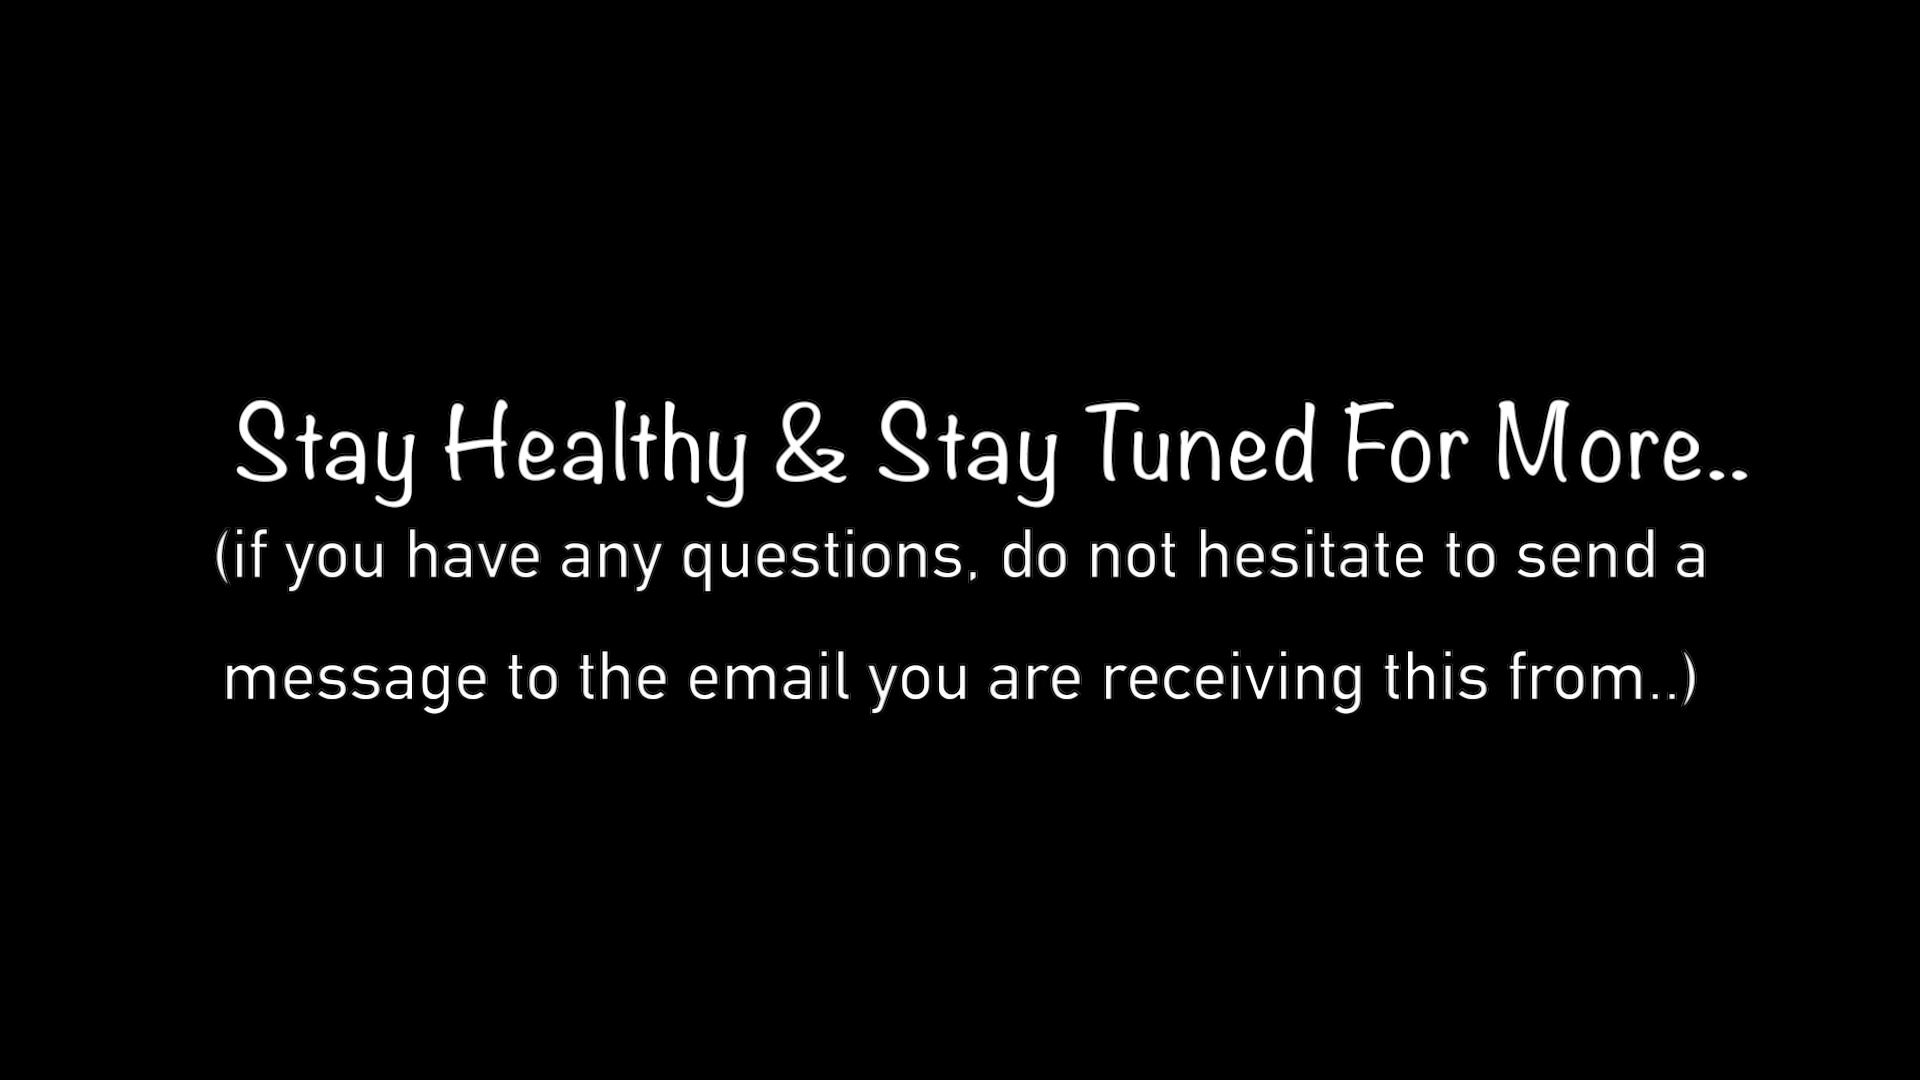 Stay Healthy & Stay Tuned For More..
(if you have any questions, do not hesitate to send a
message to the email you are receiving this from..)